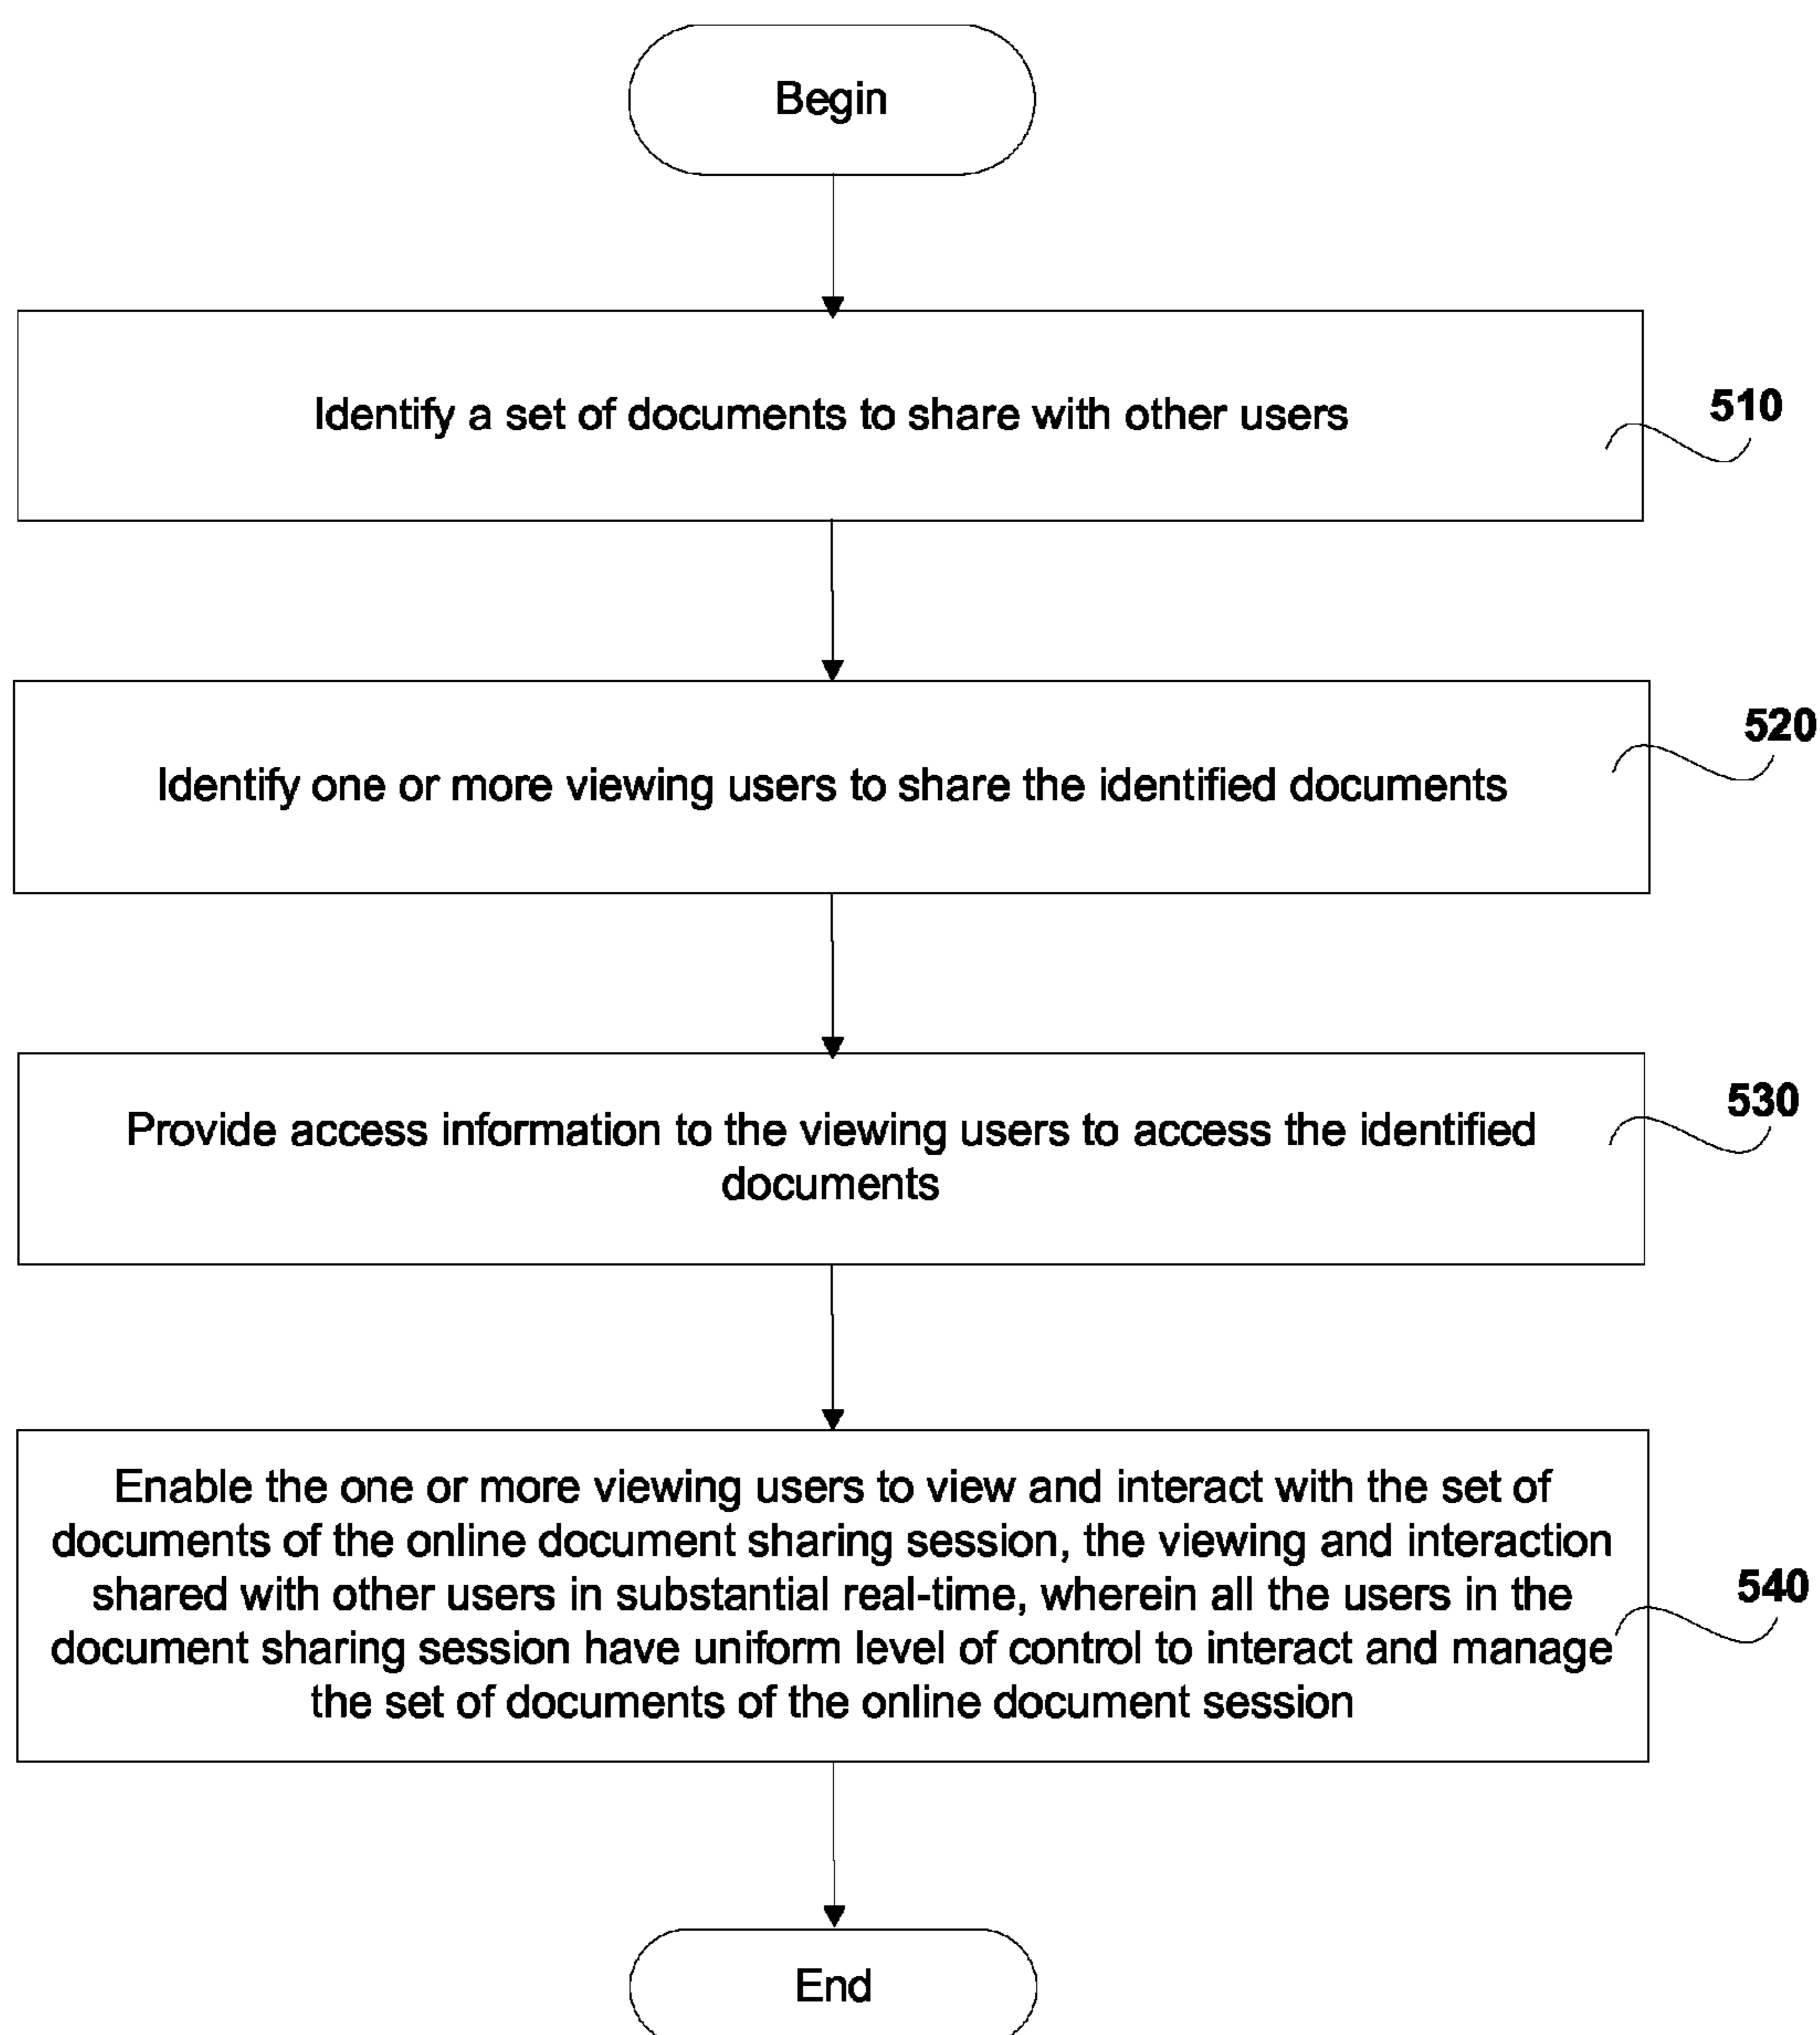 Begin
Identify a set of documents to share with other users
510
Identify one or more viewing users to share the identified documents
520
Provide access information to the viewing users to access the identified
documents
530
Enable the one or more viewing users to view and interact with the set of
documents of the online document sharing session, the viewing and interaction
shared with other users in substantial real-time, wherein all the users in the
document sharing session have uniform level of control to interact and manage
the set of documents of the online document session
540
End